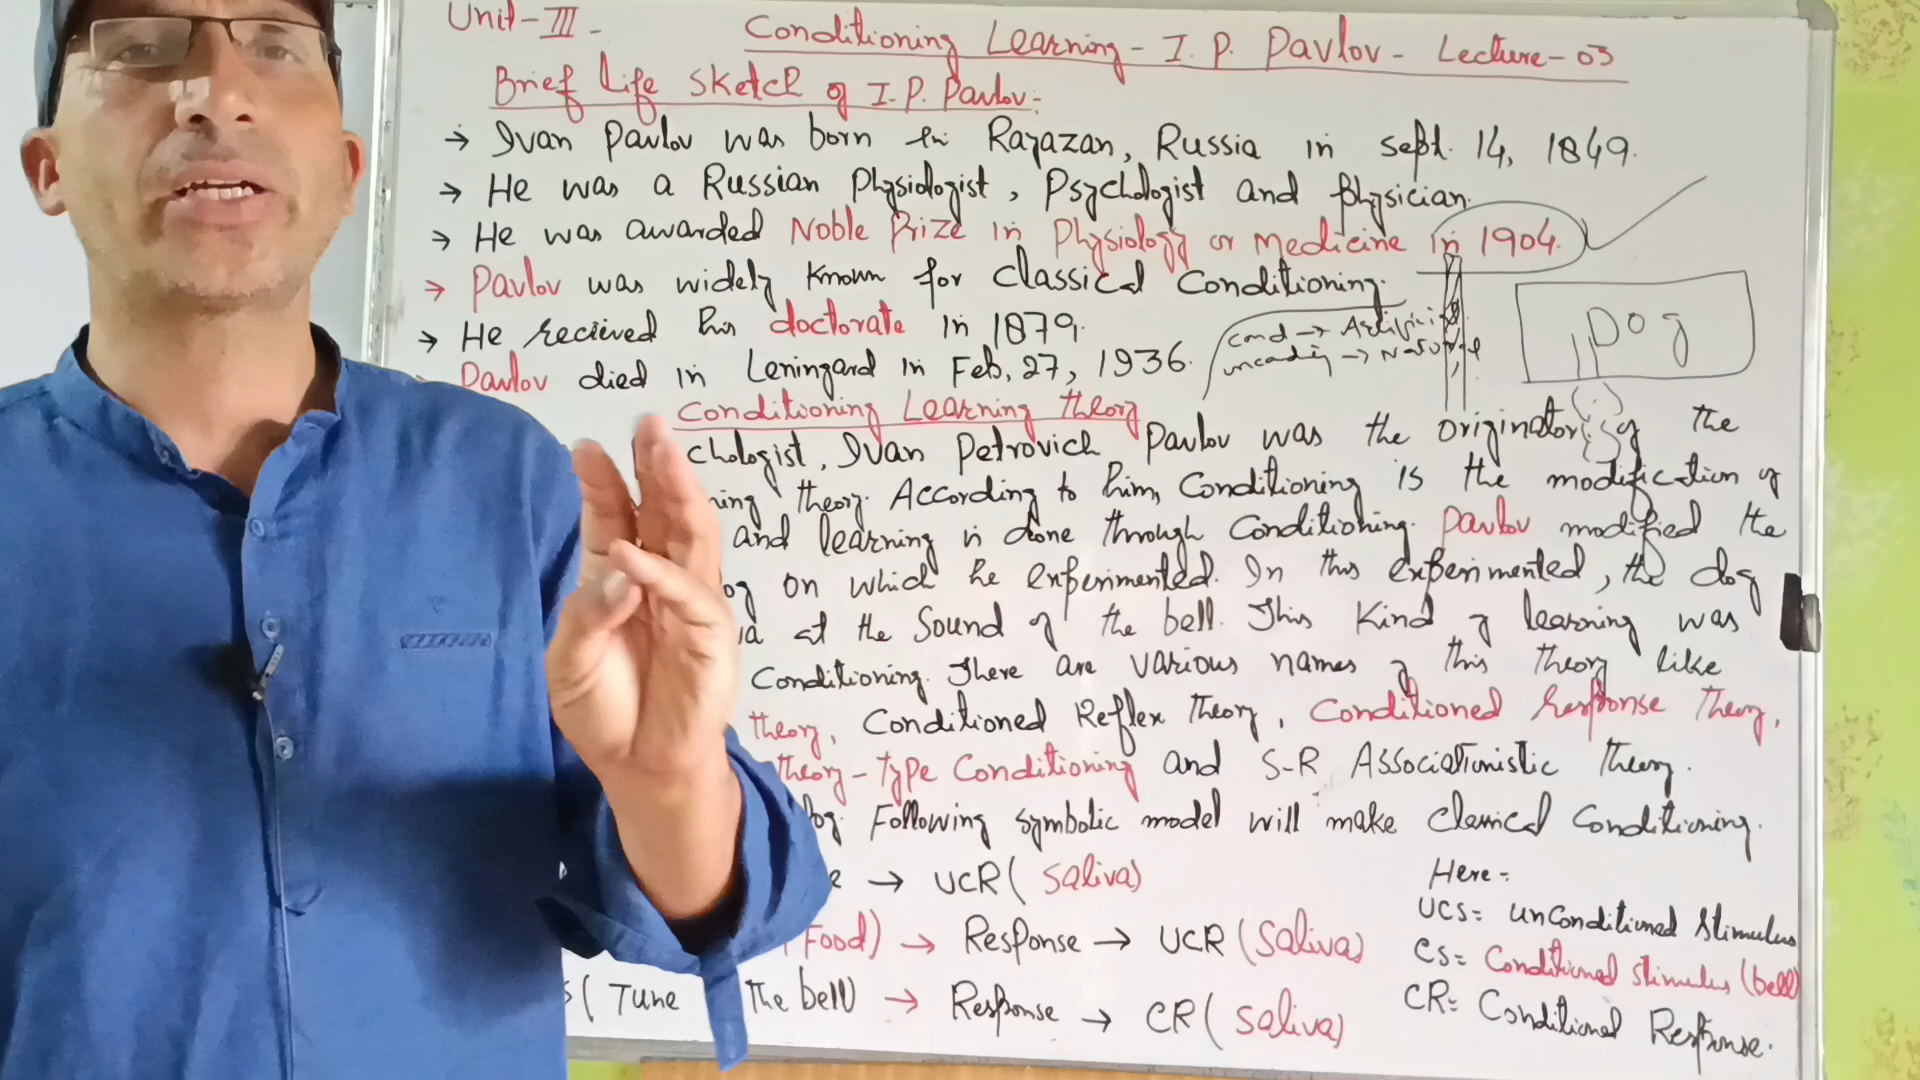 Unit-III-
Conditioning Learning - I. P. Pavlov - Lecture-03
Brief Life Sketch of I.P. Pavlov:-
→ Ivan Pavlov was born in Rayazan, Russia in sept. 14, 1849.
→ He was a Russian Physiologist, Psychologist and physician.
→ He was awarded Noble Prize in Physiology or Medicine in 1904.
→ Pavlov was widely known for classical Conditioning.
→ He recieved his doctorate in 1879.
Pavlov died in Leningard in Feb, 27, 1936.
cond → Artificial
→
Dog
Conditioning Learning theory
chologist, Ivan Petrovich Pavlov was the originator of the
ning theory. According to him, Conditioning is the modification of
and learning is done through Conditioning. Pavlov modified the
og on which he experimented. In this experimented, the dog
ia at the Sound of the bell. This Kind of learning was
Conditioning. There are various names of this theory like
theory, Conditioned Reflex Theory, Conditioned Response Theory,
theory-type Conditioning and S-R Associationistic theory.
og. Following symbolic model will make classical Conditioning.
e → UCR (Saliva)
(Food) → Response → UCR (Saliva)
s (Tune the bell) → Response → CR (Saliva)
Here=
UCS= unconditioned Stimulus
CS= Conditioned stimulus (bell)
CR= Conditioned Response.